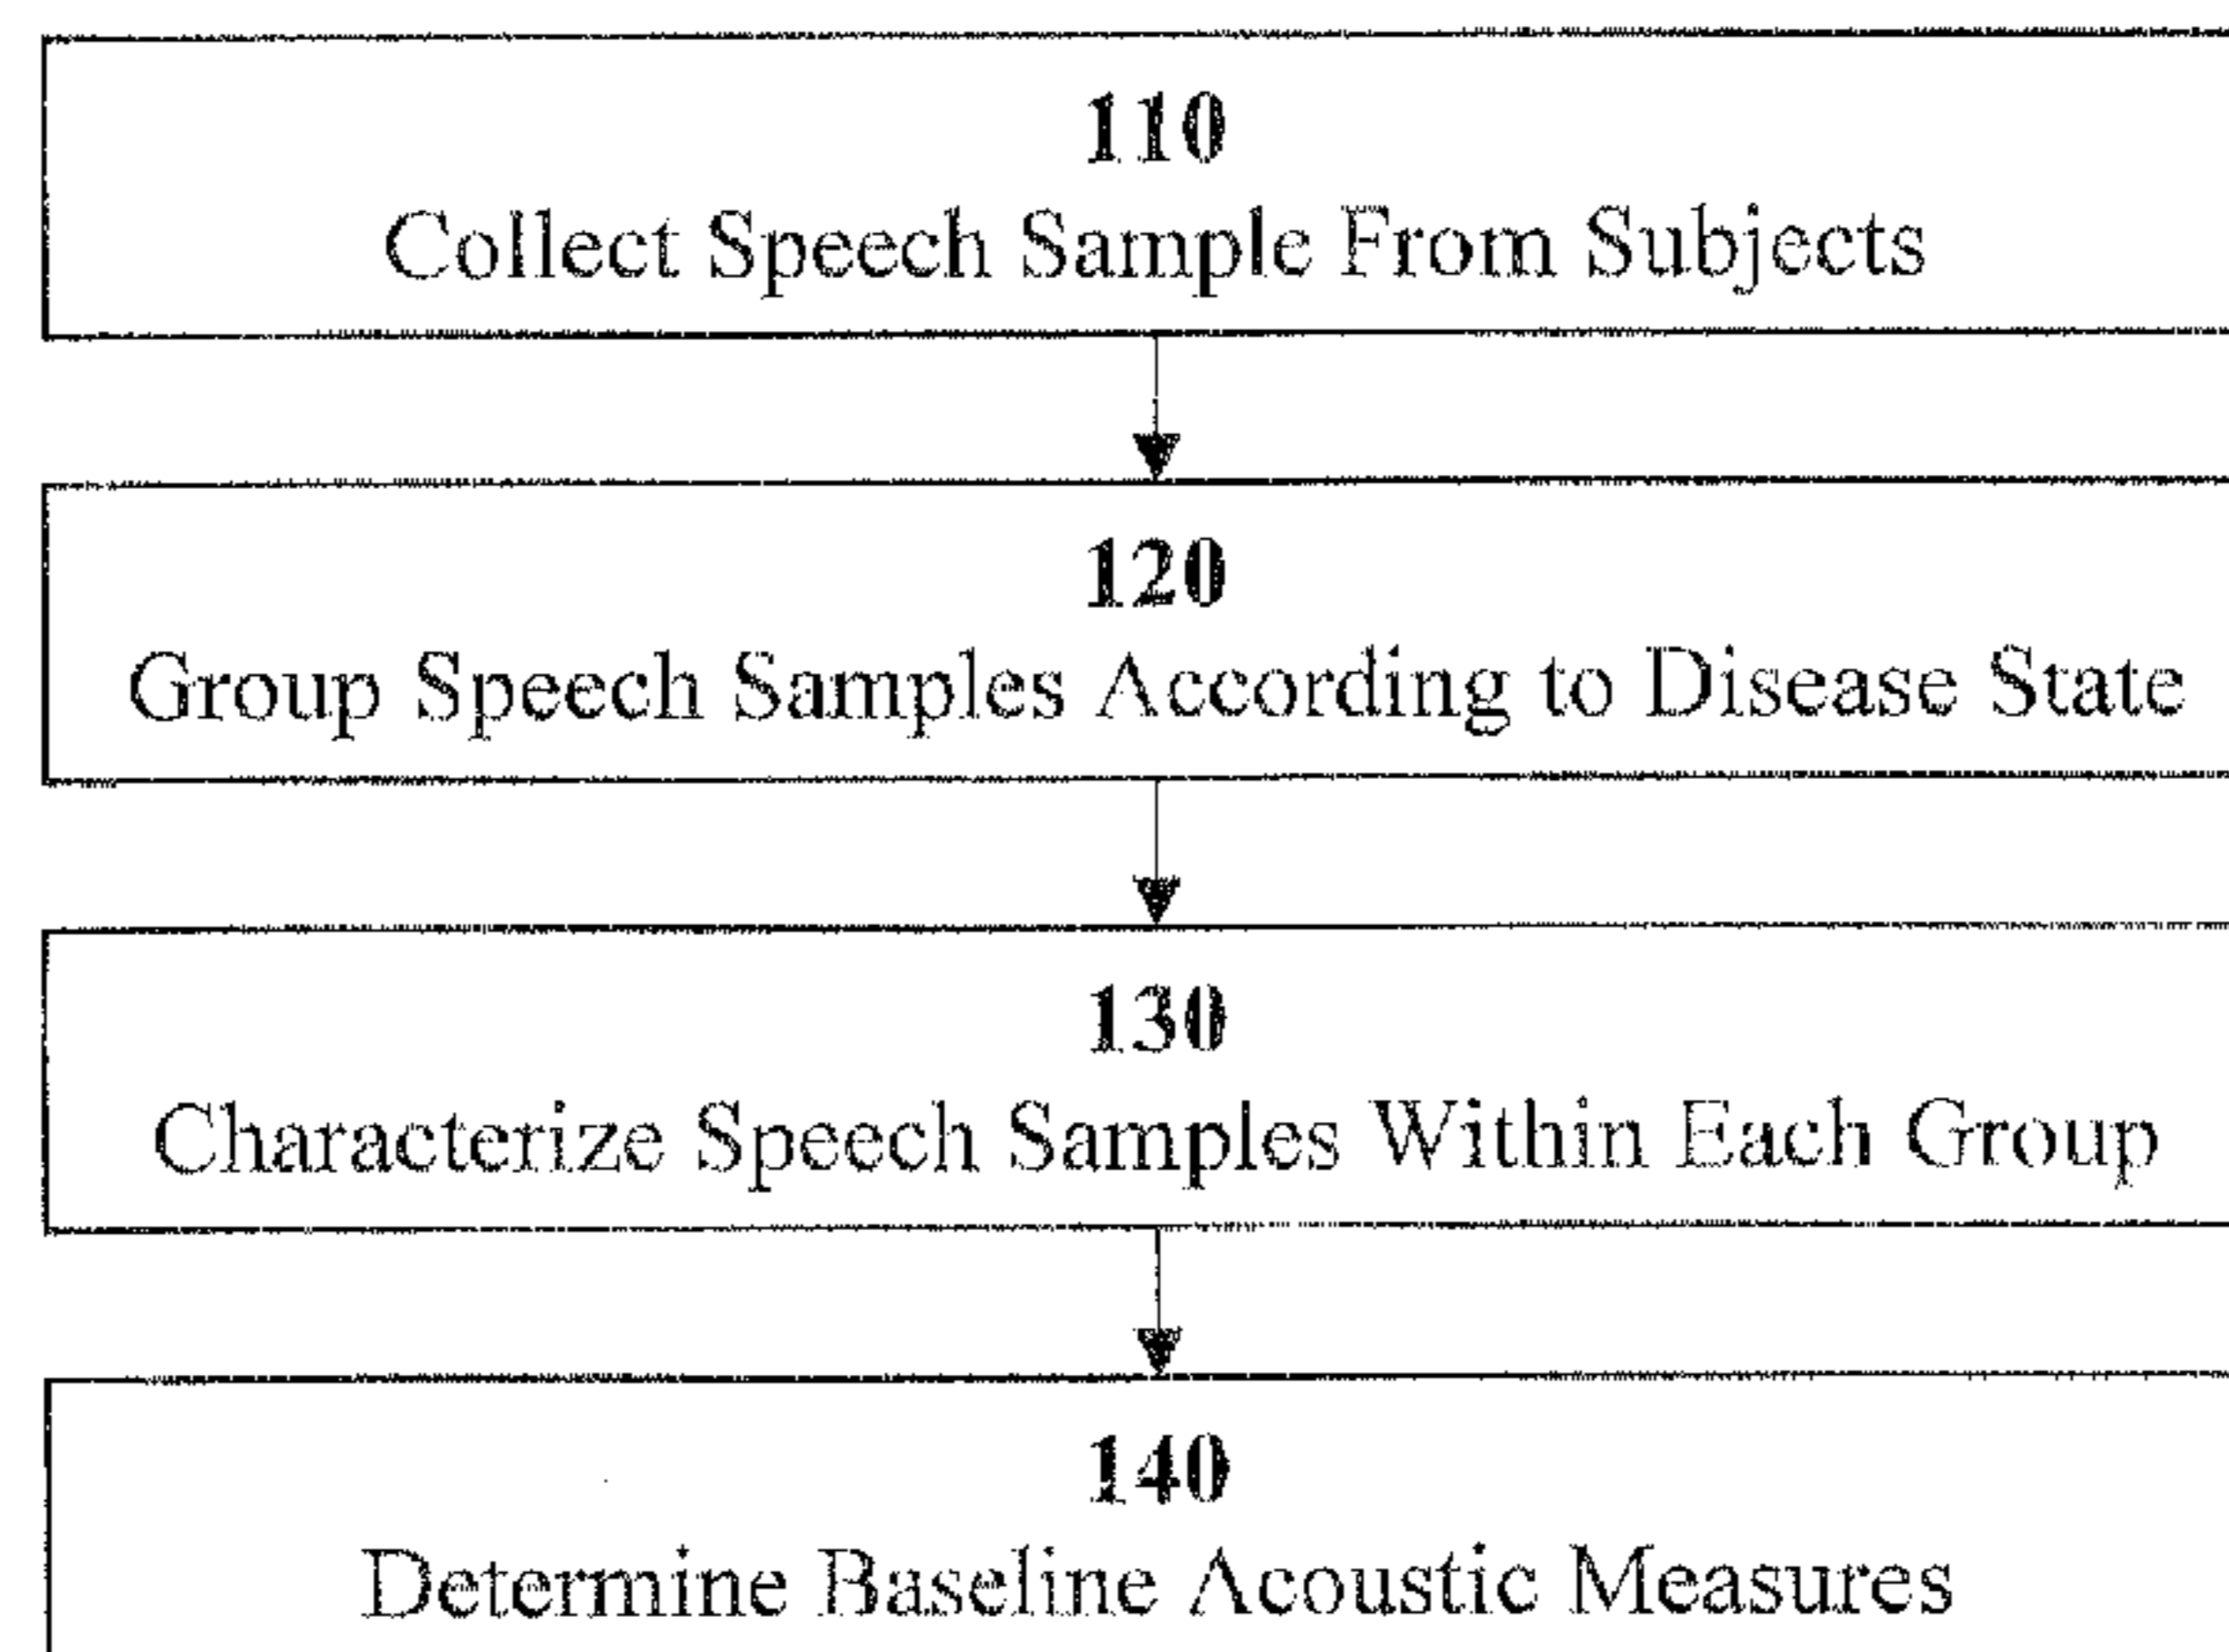 110
Collect Speech Sample From Subjects
120
Group Speech Samples According to Disease State
130
Characterize Speech Samples Within Each Group
140
Determine Baseline Acoustic Measures